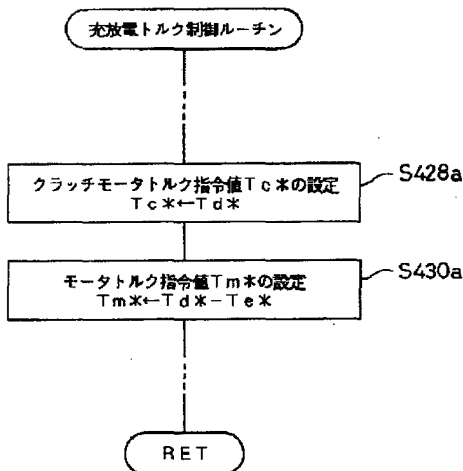 充放電トルク制御ルーチン
クラッチモータトルク指令値Tc*の設定
Tc*←Td*
S428a
モータトルク指令値Tm*の設定
Tm*←Td*−Te*
S430a
RET